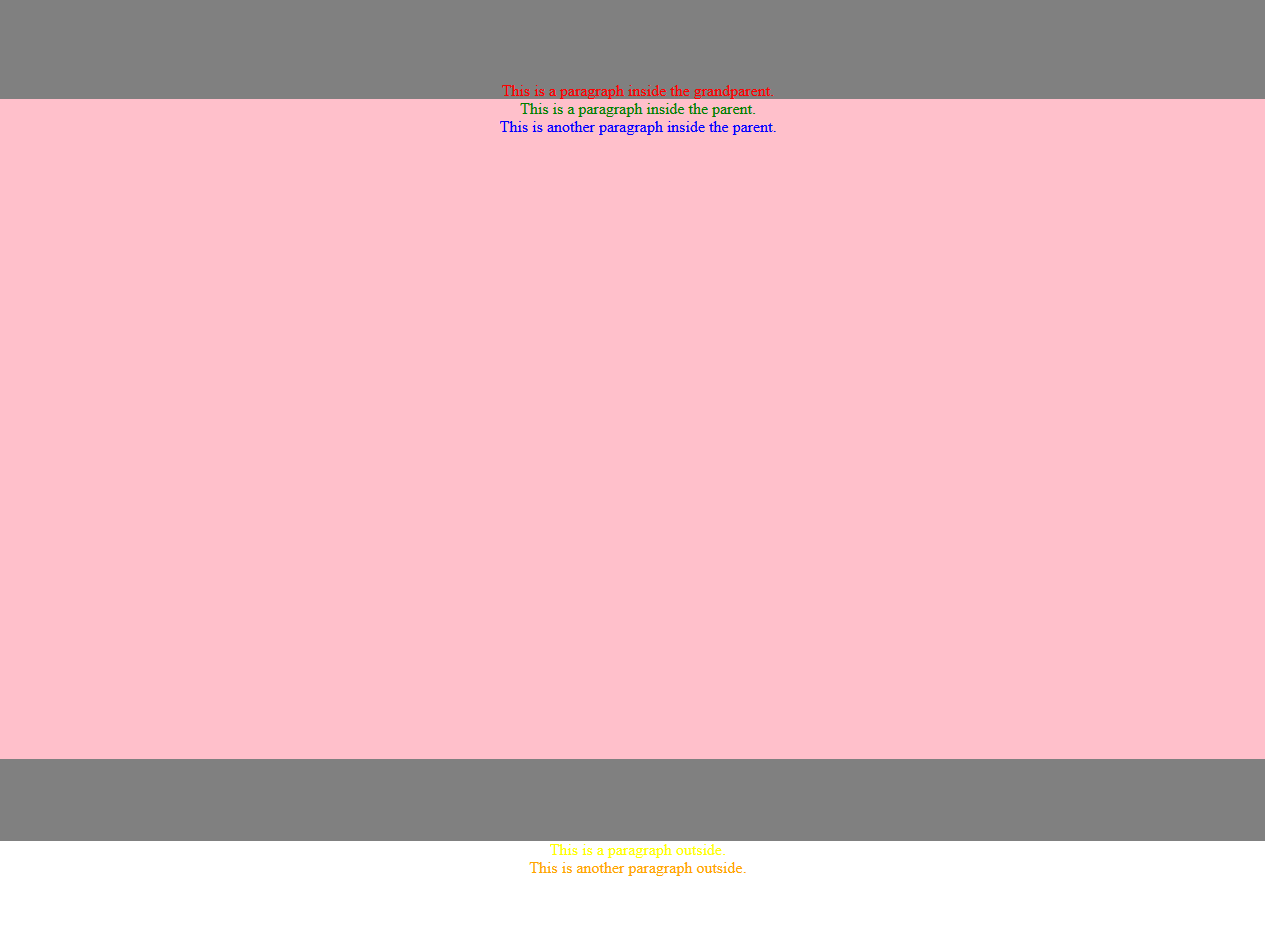 This is a paragraph inside the grandparent.
This is a paragraph inside the parent.
This is another paragraph inside the parent.
This is a paragraph outside.
This is another paragraph outside.